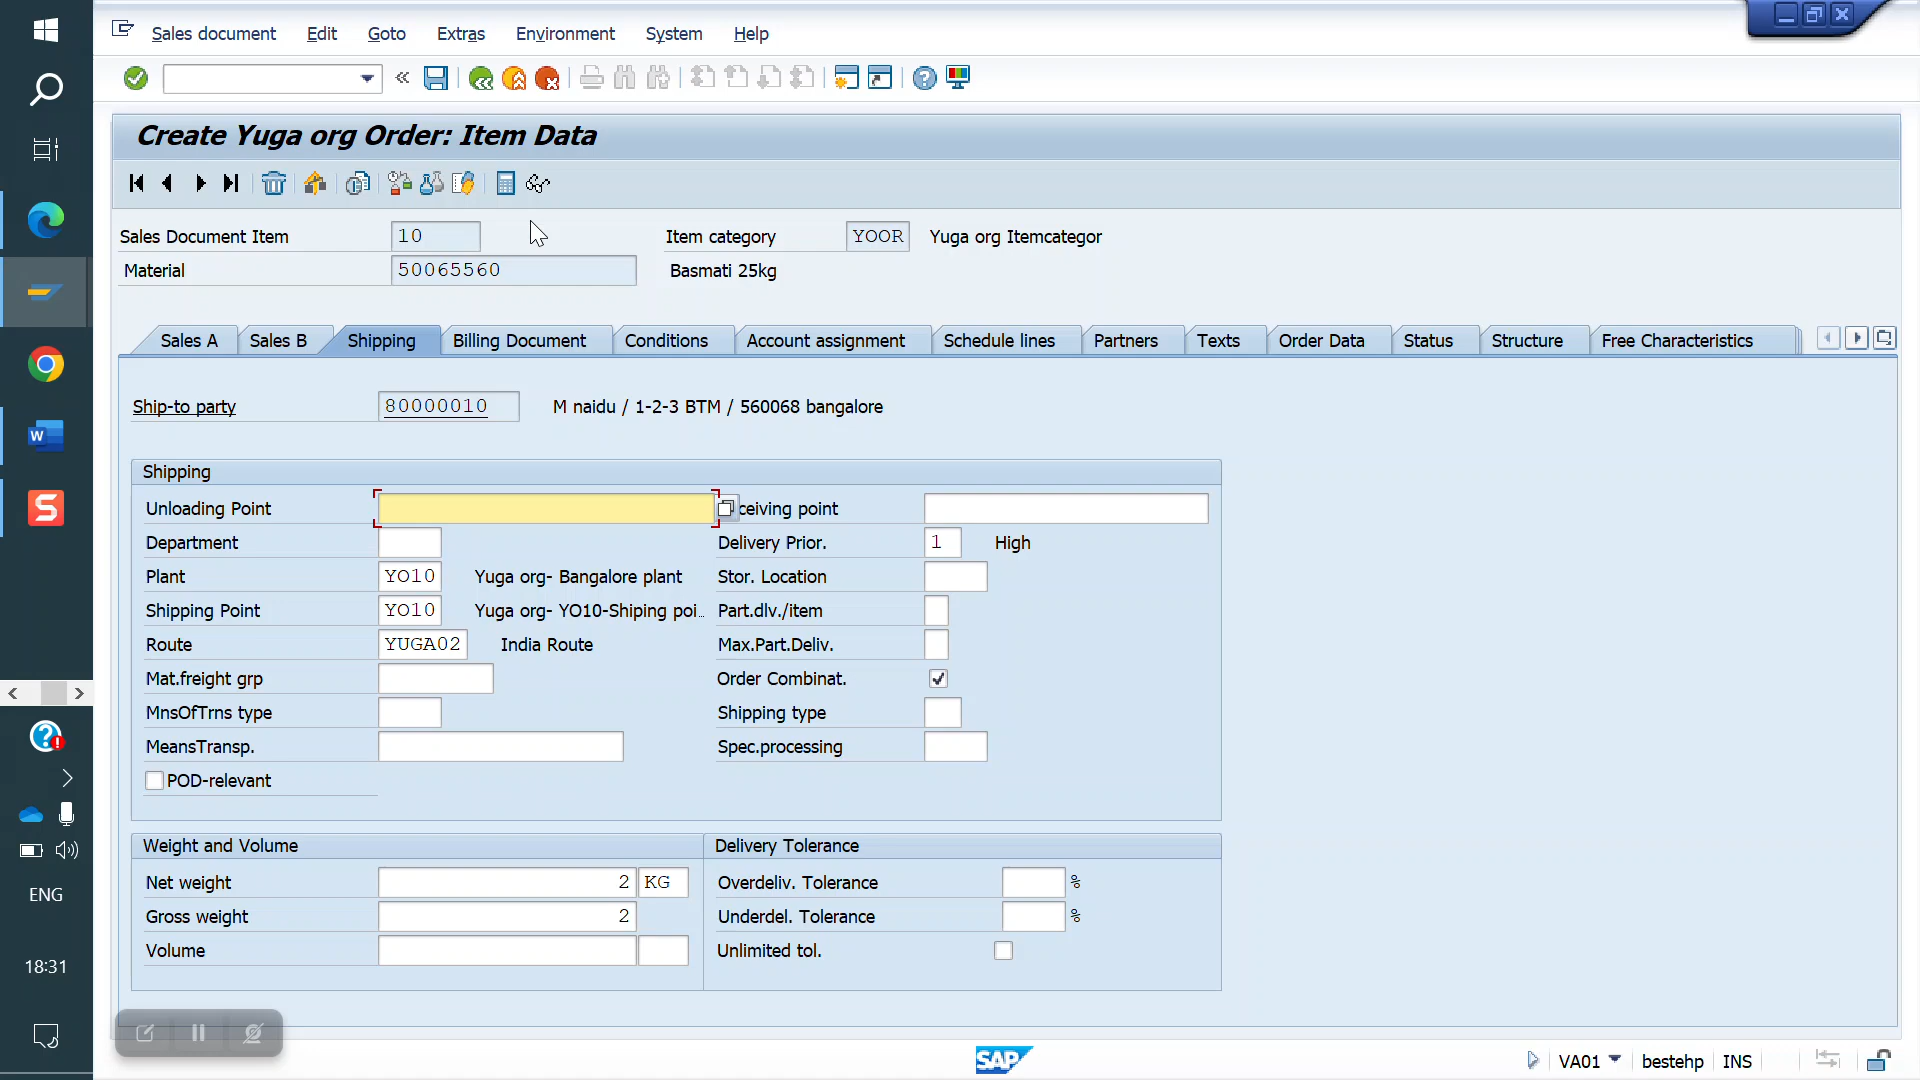 Sales document Edit Goto Extras Environment System Help
Create Yuga org Order: Item Data
Sales Document Item 10 Item category YOOR Yuga org Itemcategor
Material 50065560 Basmati 25kg
Sales A Sales B Shipping Billing Document Conditions Account assignment Schedule lines Partners Texts Order Data Status Structure Free Characteristics
Ship-to party 80000010 M naidu / 1-2-3 BTM / 560068 bangalore
Shipping
Unloading Point ceiving point
Department Delivery Prior. 1 High
Plant YO10 Yuga org- Bangalore plant Stor. Location
Shipping Point YO10 Yuga org- YO10-Shiping poi.. Part.dlv./item
Route YUGA02 India Route Max.Part.Deliv.
Mat.freight grp Order Combinat.
MnsOfTrns type Shipping type
MeansTransp. Spec.processing
POD-relevant
Weight and Volume Delivery Tolerance
Net weight 2 KG Overdeliv. Tolerance %
Gross weight 2 Underdel. Tolerance %
Volume Unlimited tol.
ENG
18:31
SAP VA01 bestehp INS